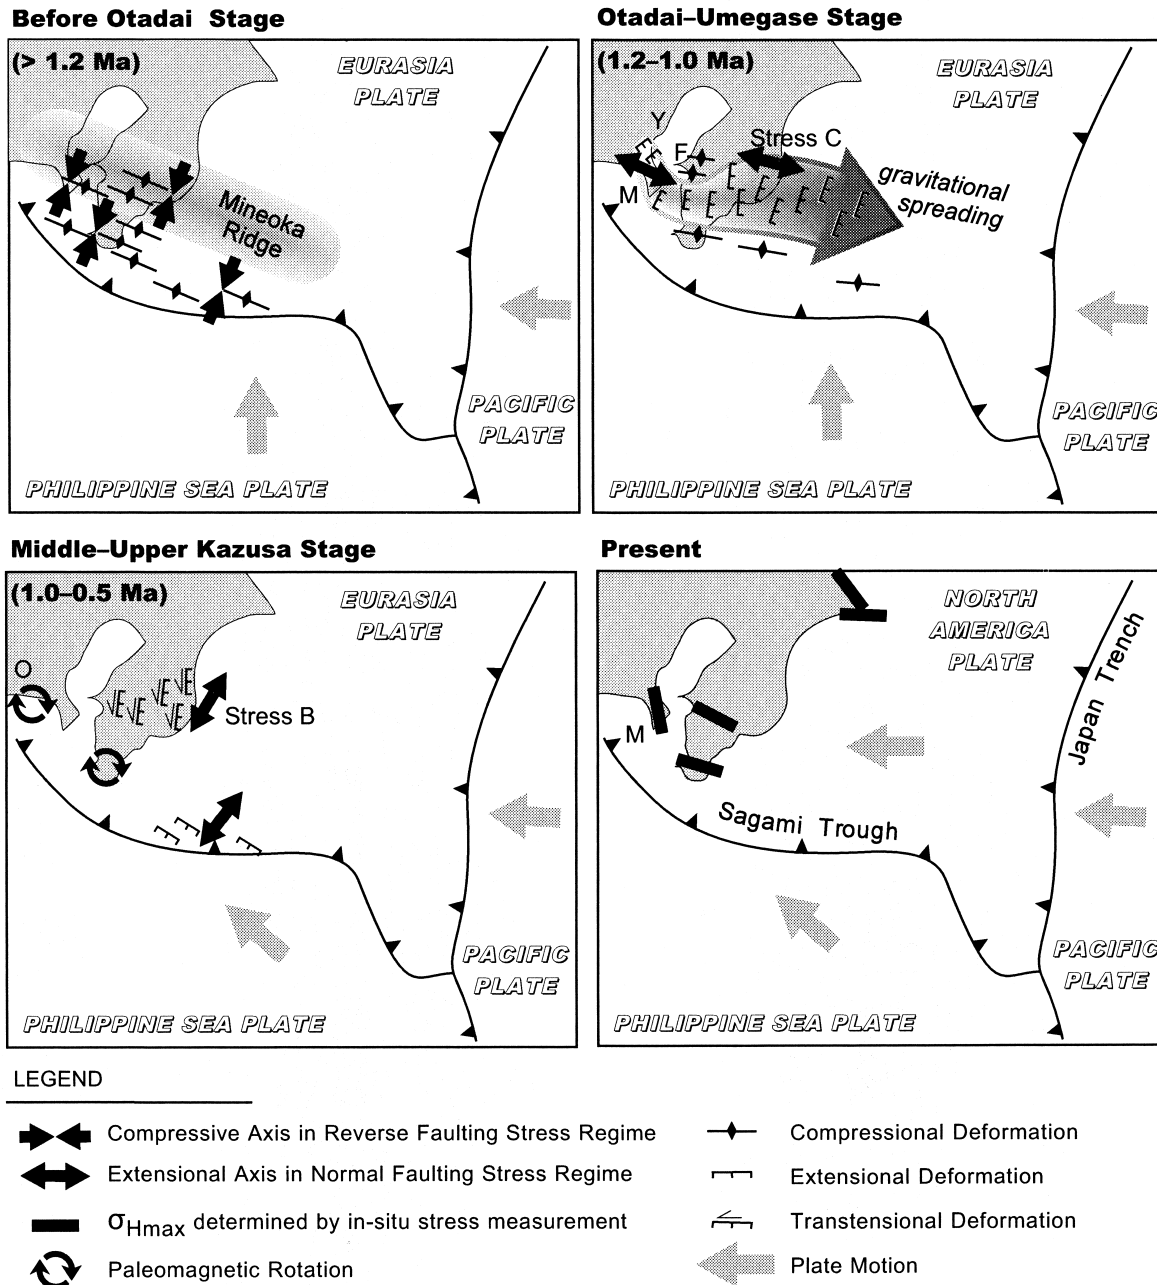 Before Otadai Stage
(> 1.2 Ma)
EURASIA
PLATE
Mineoka
Ridge
PACIFIC
PLATE
PHILIPPINE SEA PLATE
Otadai–Umegase Stage
(1.2–1.0 Ma)
EURASIA
PLATE
Y
F
Stress C
M
gravitational
spreading
PACIFIC
PLATE
PHILIPPINE SEA PLATE
Middle–Upper Kazusa Stage
(1.0–0.5 Ma)
EURASIA
PLATE
O
Stress B
PACIFIC
PLATE
PHILIPPINE SEA PLATE
Present
NORTH
AMERICA
PLATE
Japan Trench
M
Sagami Trough
PACIFIC
PLATE
PHILIPPINE SEA PLATE
LEGEND
Compressive Axis in Reverse Faulting Stress Regime
Extensional Axis in Normal Faulting Stress Regime
σHmax determined by in-situ stress measurement
Paleomagnetic Rotation
Compressional Deformation
Extensional Deformation
Transtensional Deformation
Plate Motion